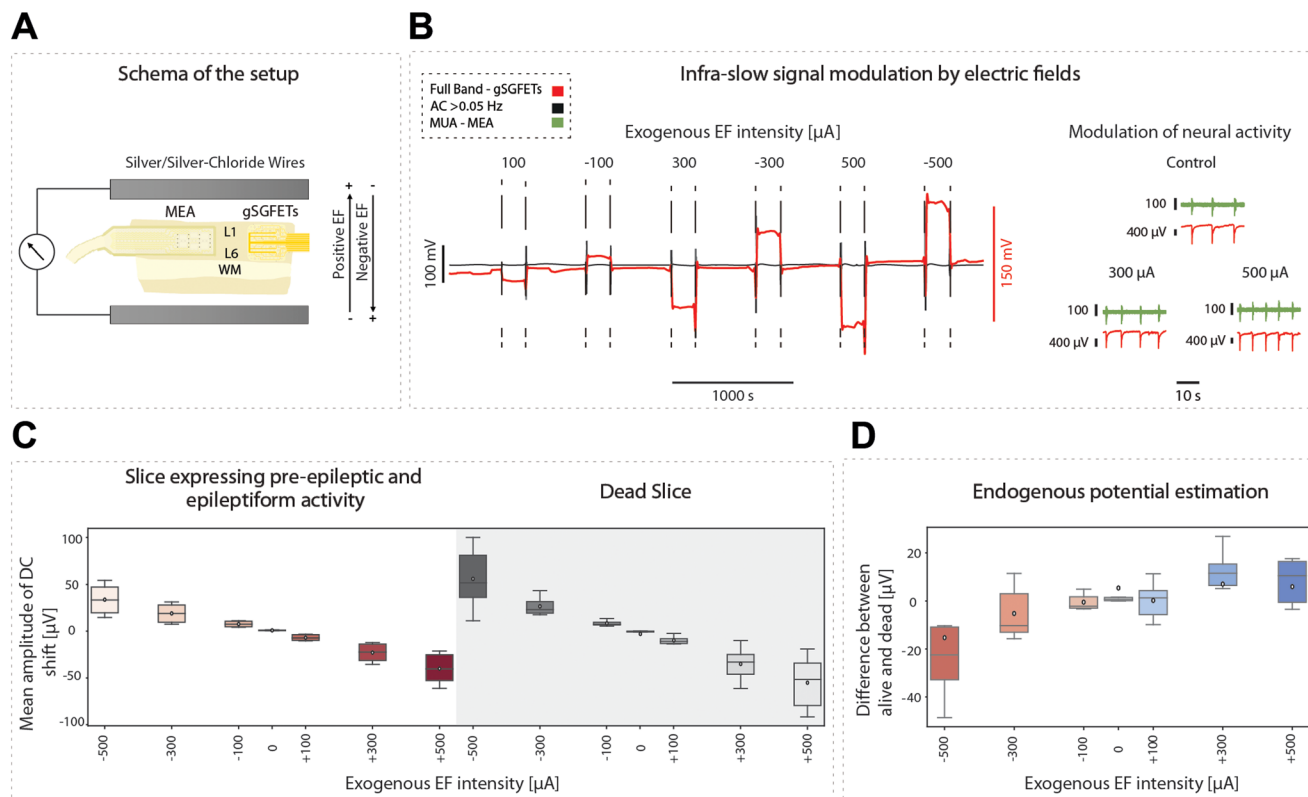 A
Schema of the setup
Silver/Silver-Chloride Wires
+ -
MEA
gSGFETs
L1
L6
WM
Positive EF
Negative EF
- +
B
Infra-slow signal modulation by electric fields
Full Band - gSGFETs
AC >0.05 Hz
MUA - MEA
Exogenous EF intensity [μA]
100 -100 300 -300 500 -500
100 mV
150 mV
1000 s
Modulation of neural activity
Control
100
400 μV
300 μA 500 μA
100 100
400 μV 400 μV
10 s
C
Slice expressing pre-epileptic and
epileptiform activity
Dead Slice
Mean amplitude of DC
shift [μV]
100
50
0
-50
-100
-500 -300 -100 0 +100 +300 +500 -500 -300 -100 0 +100 +300 +500
Exogenous EF intensity [μA]
D
Endogenous potential estimation
Difference between
alive and dead [μV]
20
0
-20
-40
-500 -300 -100 0 +100 +300 +500
Exogenous EF intensity [μA]